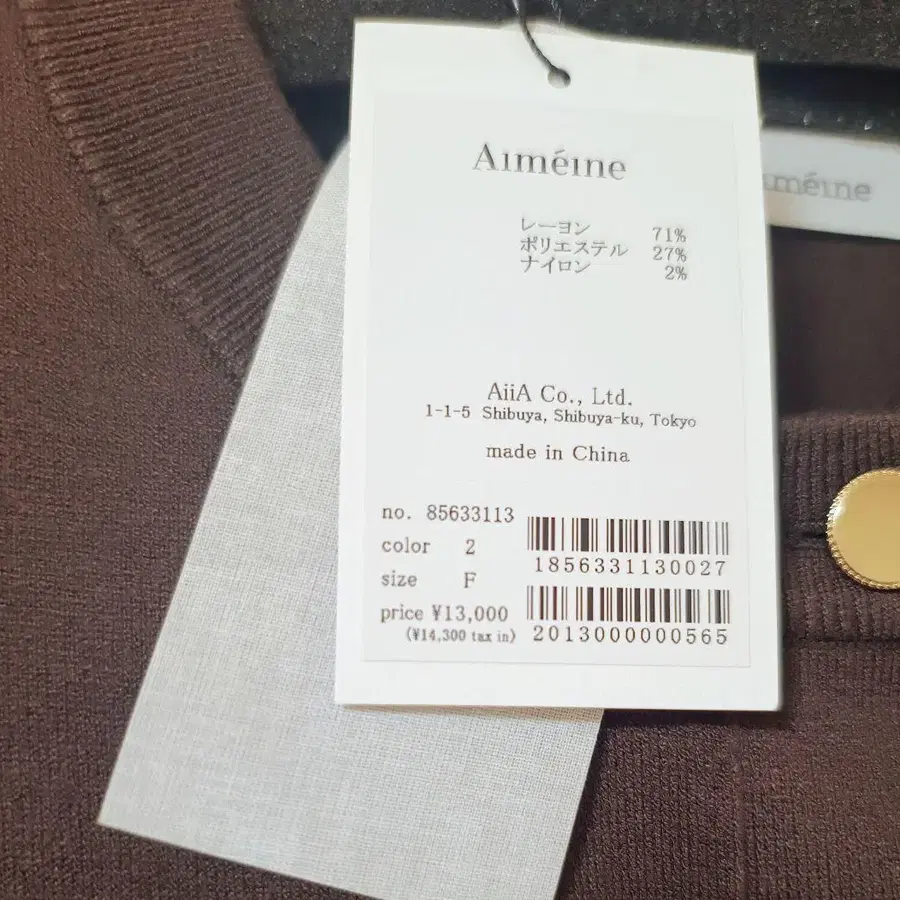 Aiméine
iméine
レーヨン 71%
ポリエステル 27%
ナイロン 2%
AiiA Co., Ltd.
1-1-5 Shibuya, Shibuya-ku, Tokyo
made in China
no. 85633113
color 2
1856331130027
size F
price ¥13,000
(¥14,300 tax in)
2013000000565